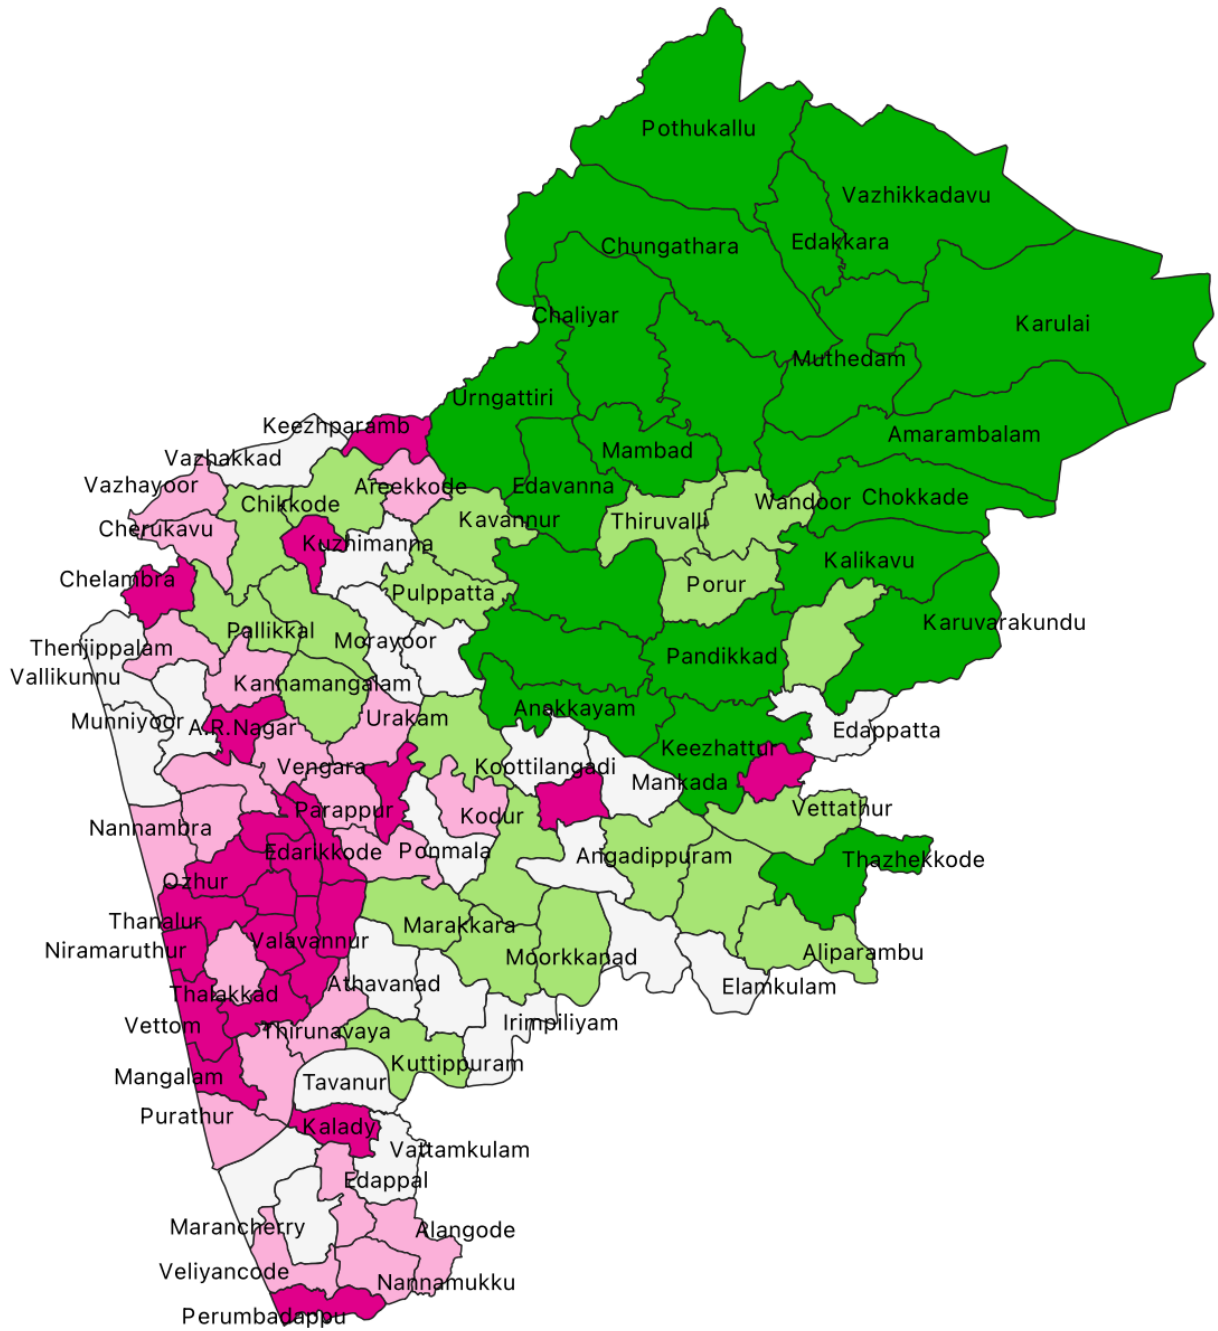 Pothukallu
Vazhikkadavu
Edakkara
Chungathara
Chaliyar
Karulai
Muthedam
Urngattiri
Keezhparamb
Amarambalam
Mambad
Vazhakkad
Vazhayoor
Areekkode
Edavanna
Chikkode
Wandoor
Chokkade
Kavannur
Thiruvalli
Cherukavu
Kuzhimanna
Kalikavu
Chelambra
Porur
Pulppatta
Karuvarakundu
Pallikkal
Morayoor
Thenjippalam
Pandikkad
Vallikunnu
Kannamangalam
Anakkayam
Urakam
Munniyoor
A.R.Nagar
Edappatta
Keezhattur
Vengara
Koottilangadi
Mankada
Parappur
Vettathur
Kodur
Nannambra
Edarikkode
Ponmala
Angadippuram
Thazhekkode
Ozhur
Thanalur
Marakkara
Valavannur
Niramaruthur
Aliparambu
Moorkkanad
Athavanad
Elamkulam
Thalakkad
Irimpiliyam
Vettom
Thirunavaya
Kuttippuram
Mangalam
Tavanur
Purathur
Kalady
Vattamkulam
Edappal
Marancherry
Alangode
Veliyancode
Nannamukku
Perumbadappu